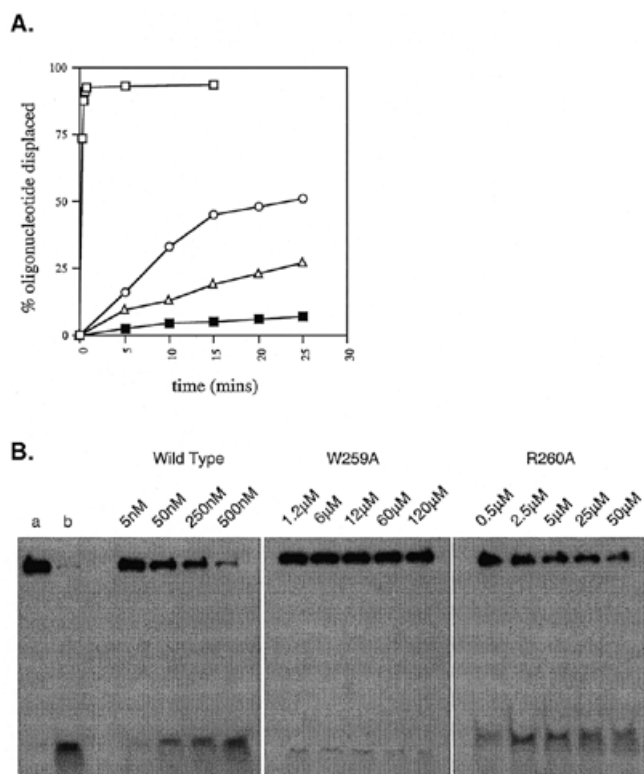 A.
100
75
50
25
0
% oligonucleotide displaced
0 5 10 15 20 25 30
time (mins)
B.
Wild Type W259A R260A
a b 5nM 50nM 250nM 500nM 1.2µM 6µM 12µM 60µM 120µM 0.5µM 2.5µM 5µM 25µM 50µM